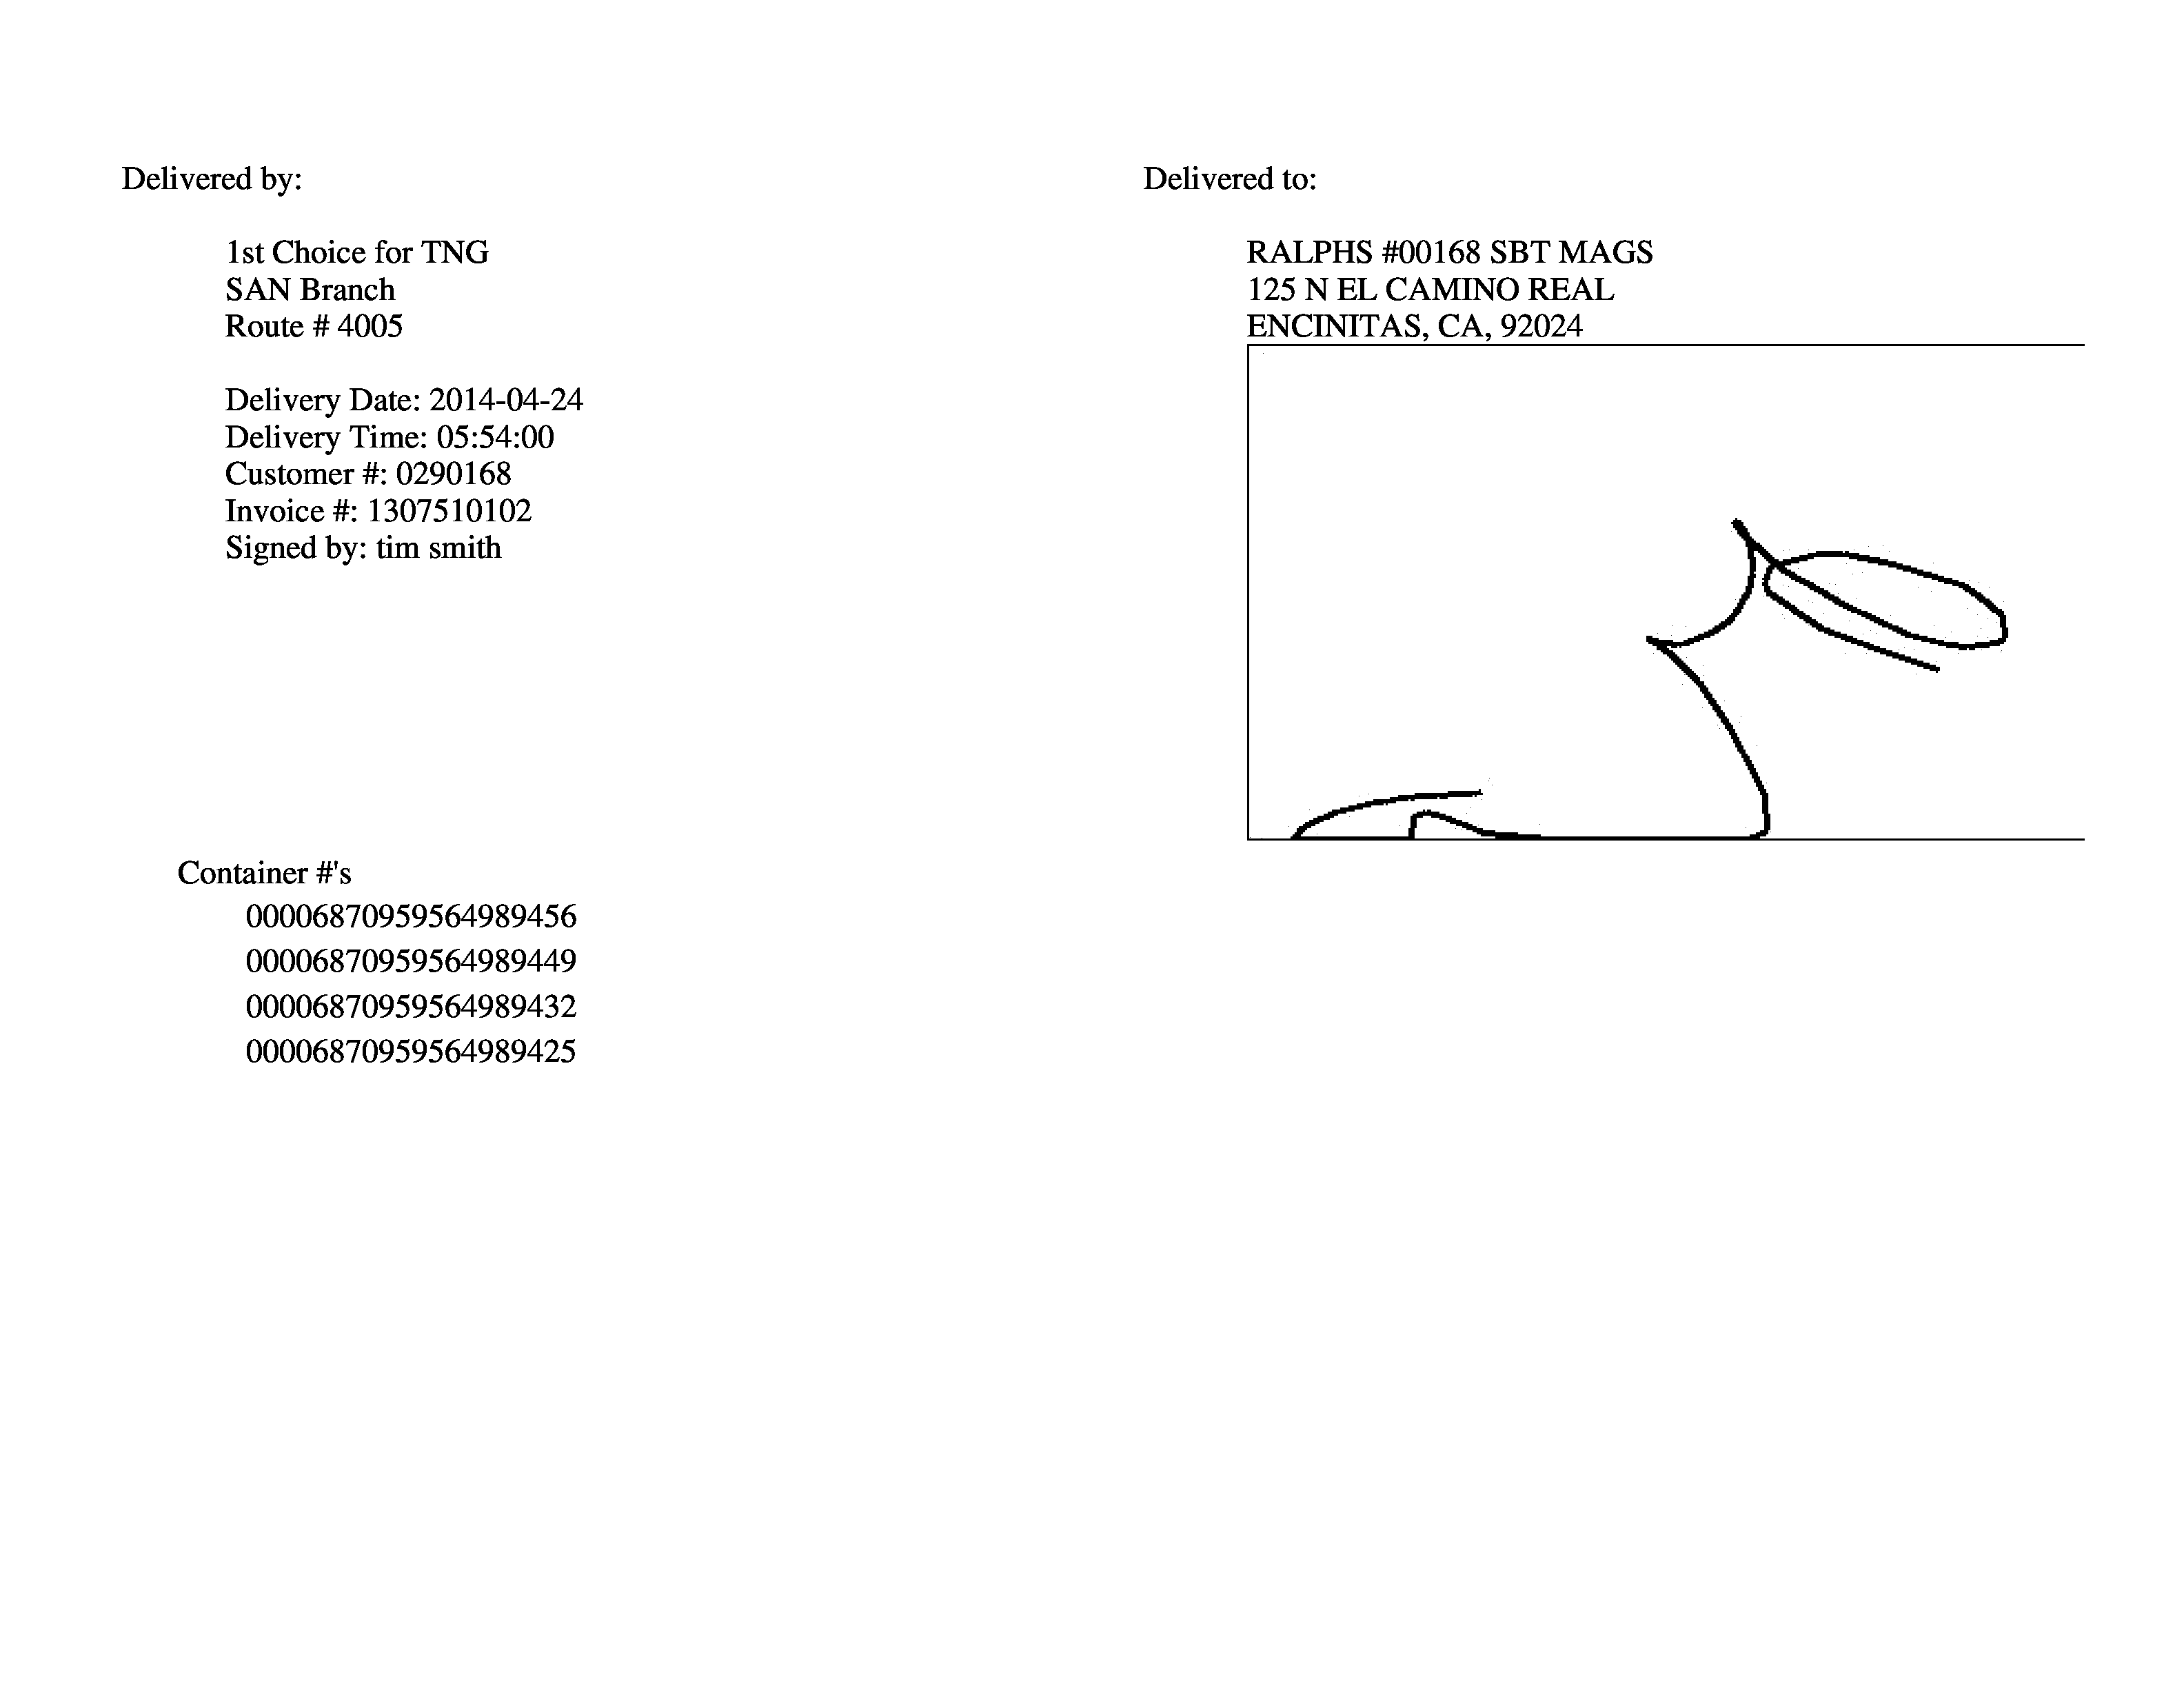 Delivered by:
1st Choice for TNG
SAN Branch
Route # 4005
Delivery Date: 2014-04-24
Delivery Time: 05:54:00
Customer #: 0290168
Invoice #: 1307510102
Signed by: tim smith
Delivered to:
RALPHS #00168 SBT MAGS
125 N EL CAMINO REAL
ENCINITAS, CA, 92024
Container #'s
00006870959564989456
00006870959564989449
00006870959564989432
00006870959564989425